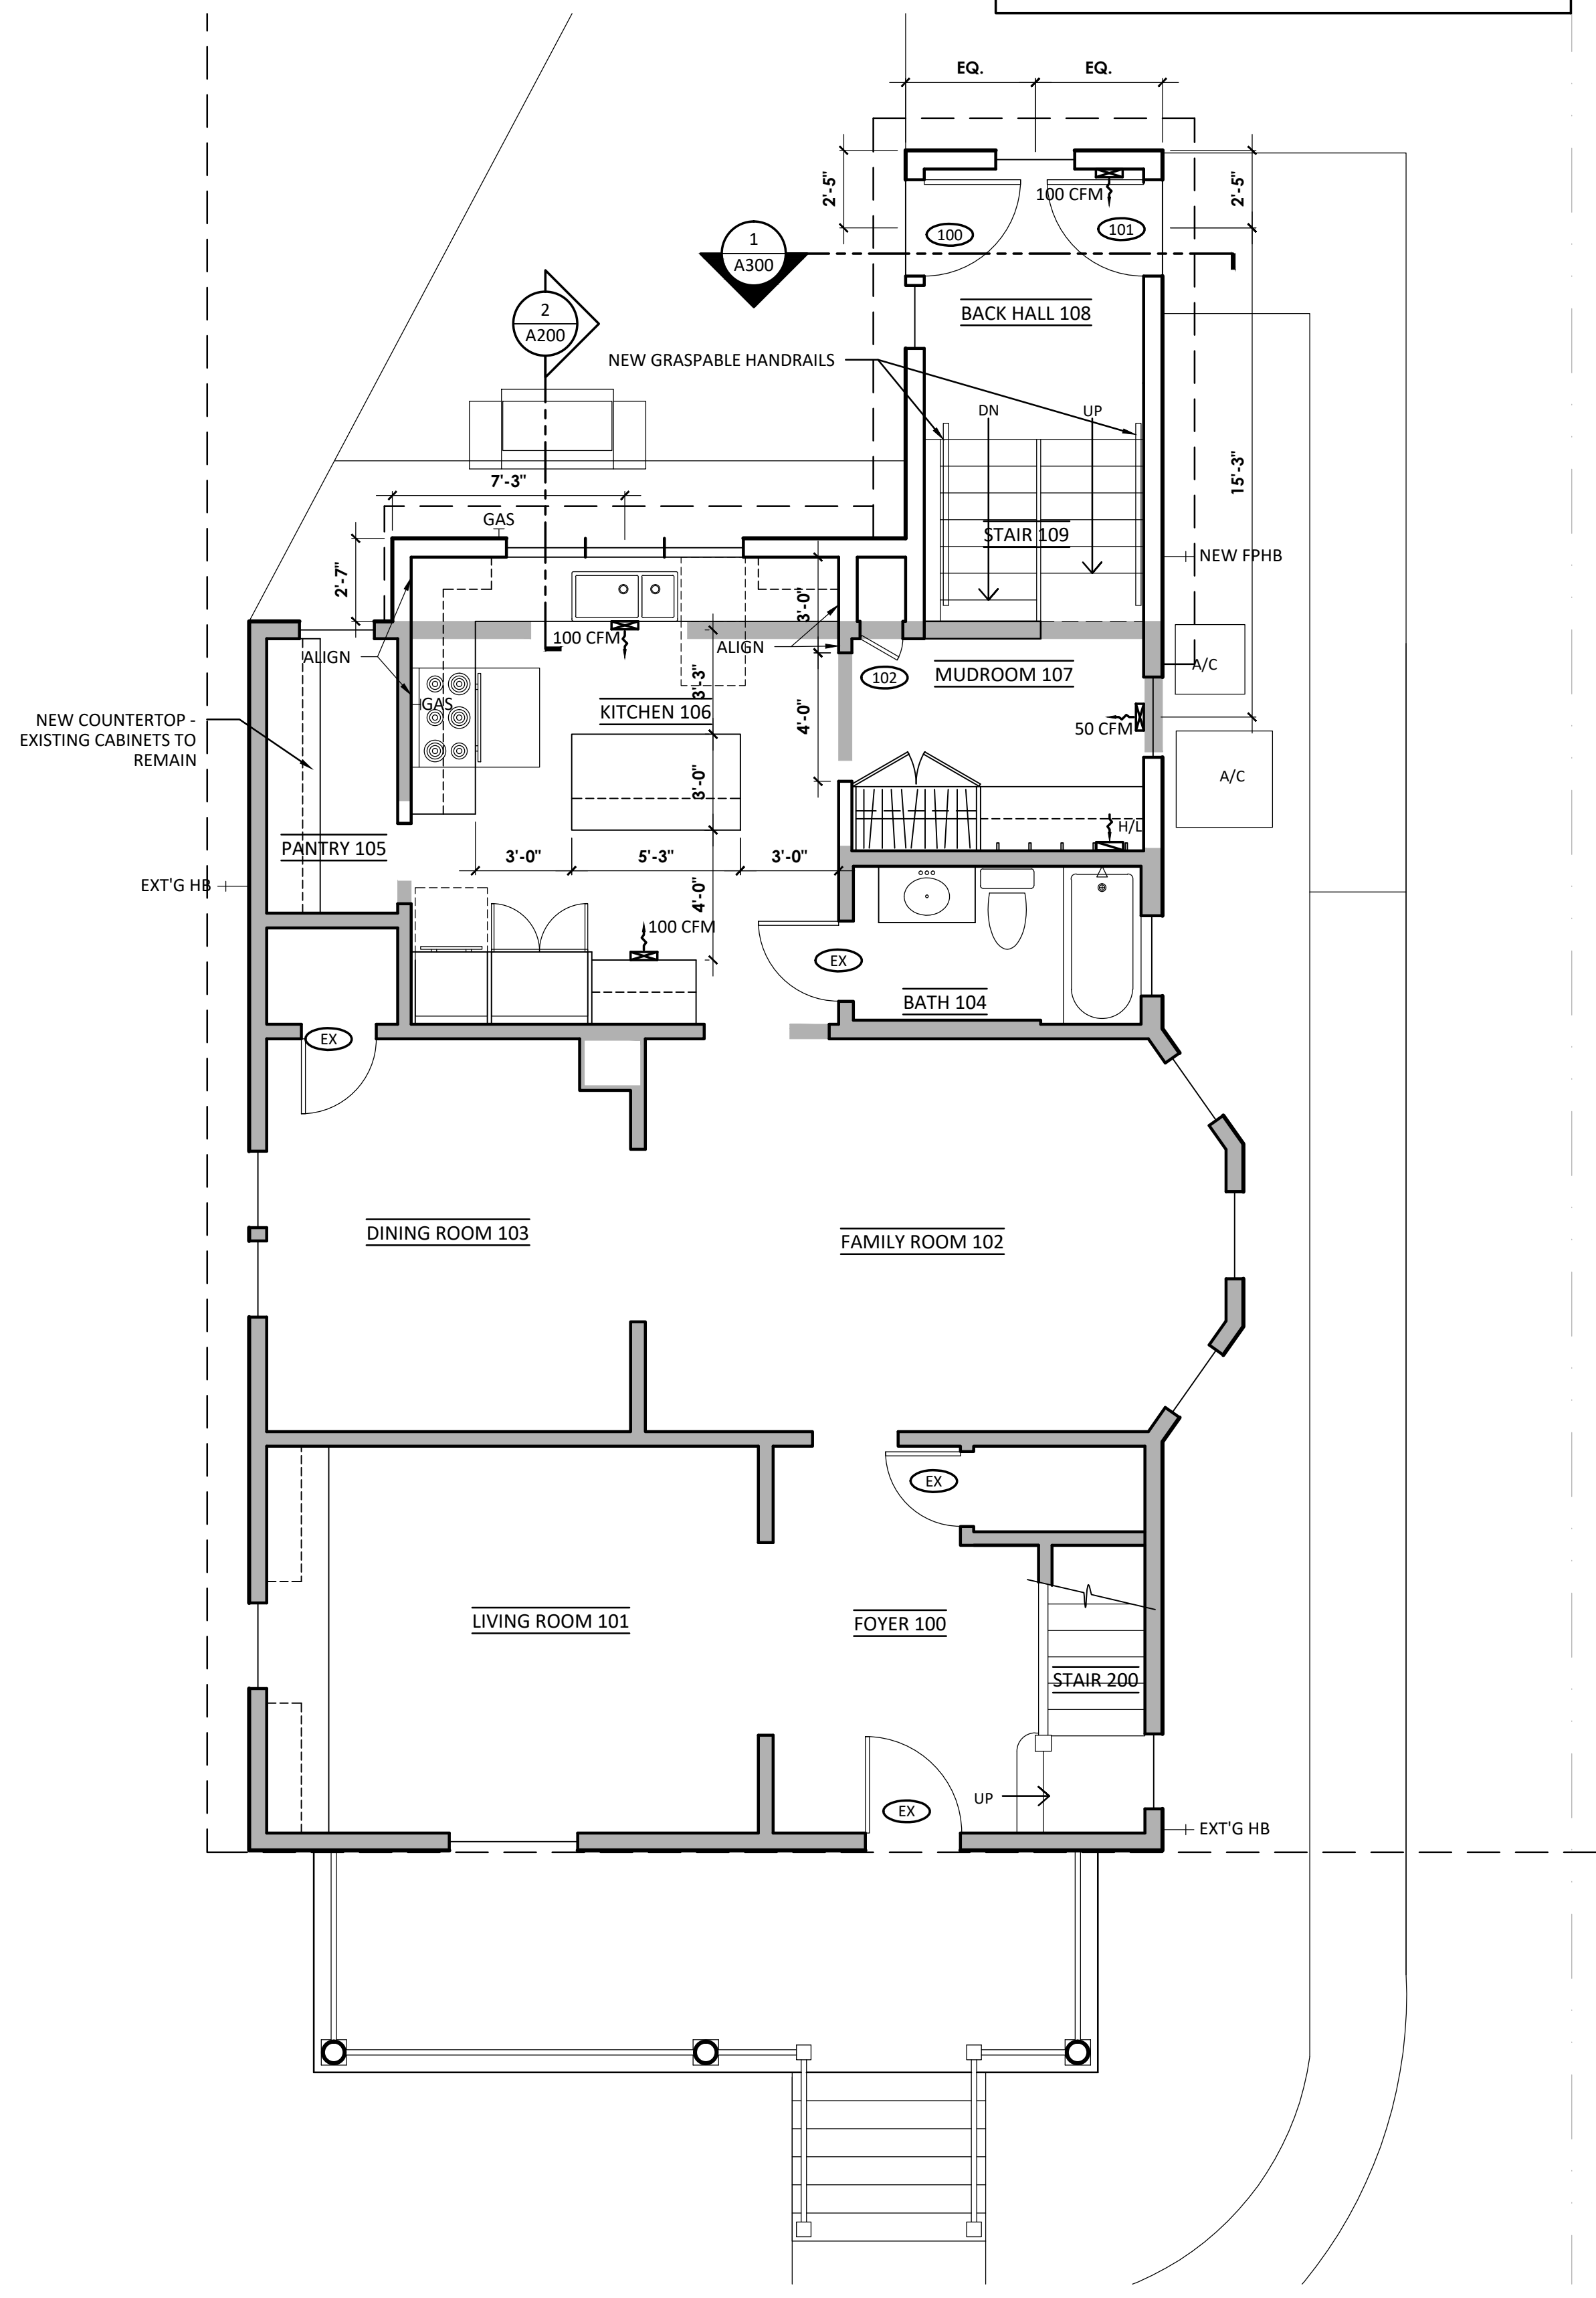 EQ.
EQ.
2'-5"
2'-5"
100 CFM
100
101
1
A300
2
A200
BACK HALL 108
NEW GRASPABLE HANDRAILS
DN
UP
15'-3"
7'-3"
GAS
STAIR 109
NEW FPHB
2'-7"
3'-0"
100 CFM
ALIGN
ALIGN
102
MUDROOM 107
A/C
3'-3"
GAS
KITCHEN 106
4'-0"
NEW COUNTERTOP -
EXISTING CABINETS TO
REMAIN
50 CFM
3'-0"
A/C
H/L
PANTRY 105
3'-0"
5'-3"
3'-0"
EXT'G HB
4'-0"
100 CFM
EX
BATH 104
EX
DINING ROOM 103
FAMILY ROOM 102
EX
LIVING ROOM 101
FOYER 100
STAIR 200
UP
EX
EXT'G HB